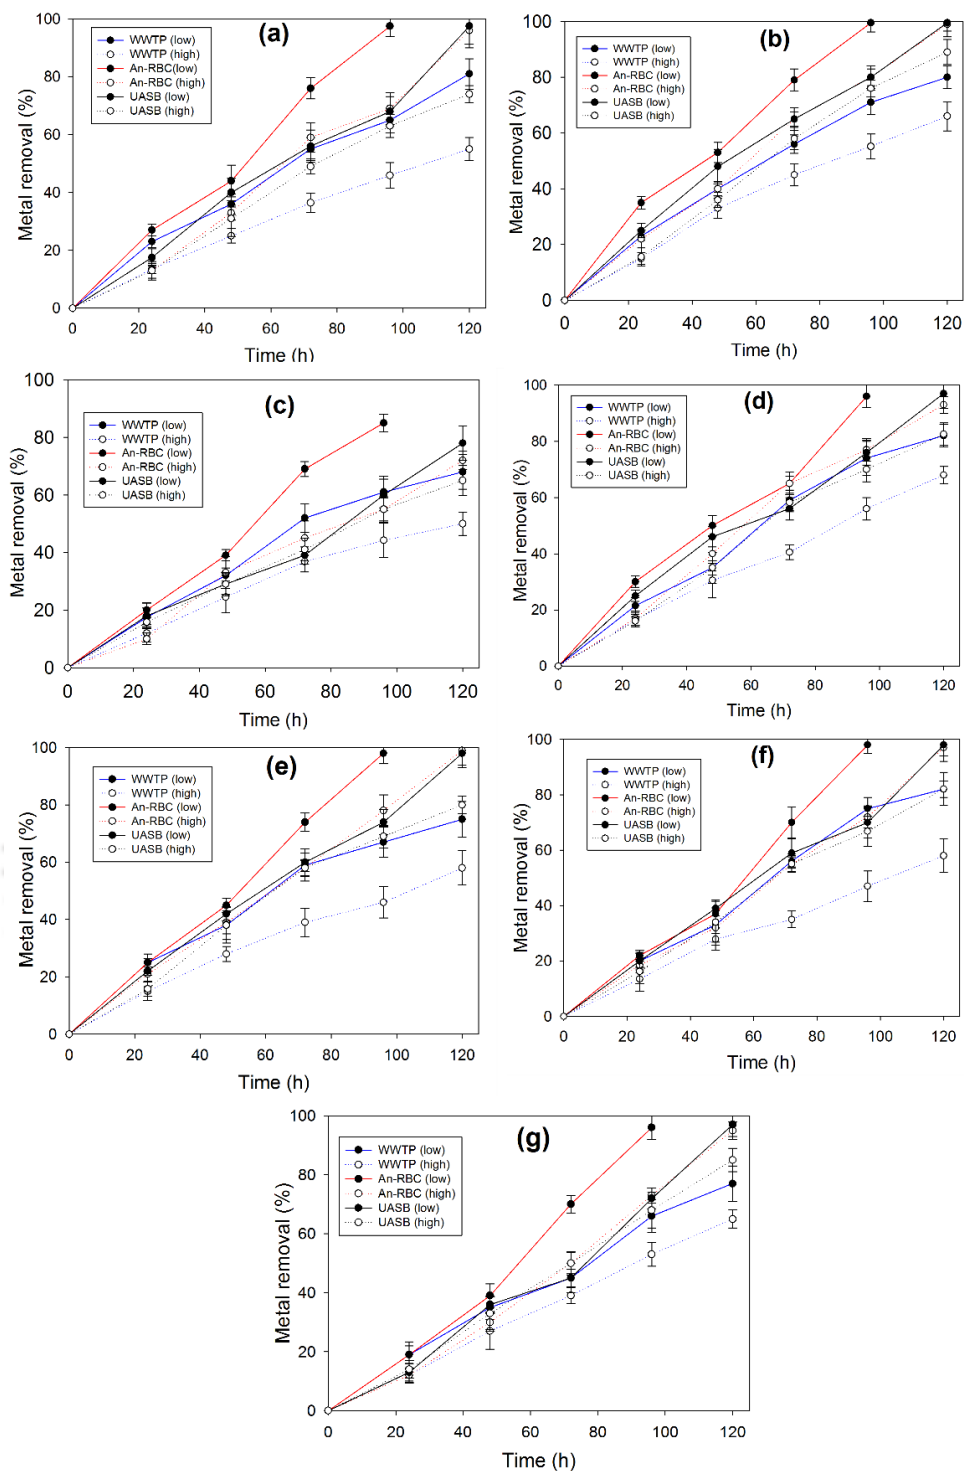 (a)
WWTP (low)
WWTP (high)
An-RBC(low)
An-RBC (high)
UASB (low)
UASB (high)
Metal removal (%)
100
80
60
40
20
0
0 20 40 60 80 100 120
Time (h)
(b)
WWTP (low)
WWTP (high)
An-RBC (low)
An-RBC (high)
UASB (low)
UASB (high)
Metal removal (%)
100
80
60
40
20
0
0 20 40 60 80 100 120
Time (h)
(c)
WWTP (low)
WWTP (high)
An-RBC (low)
An-RBC (high)
UASB (low)
UASB (high)
Metal removal (%)
100
80
60
40
20
0
0 20 40 60 80 100 120
Time (h)
(d)
WWTP (low)
WWTP (high)
An-RBC (low)
An-RBC (high)
UASB (low)
UASB (high)
Metal removal (%)
100
80
60
40
20
0
0 20 40 60 80 100 120
Time (h)
(e)
WWTP (low)
WWTP (high)
An-RBC (low)
An-RBC (high)
UASB (low)
UASB (high)
Metal removal (%)
100
80
60
40
20
0
0 20 40 60 80 100 120
Time (h)
(f)
WWTP (low)
WWTP (high)
An-RBC (low)
An-RBC (high)
UASB (low)
UASB (high)
Metal removal (%)
100
80
60
40
20
0
0 20 40 60 80 100 120
Time (h)
(g)
WWTP (low)
WWTP (high)
An-RBC (low)
An-RBC (high)
UASB (low)
UASB (high)
Metal removal (%)
100
80
60
40
20
0
0 20 40 60 80 100 120
Time (h)